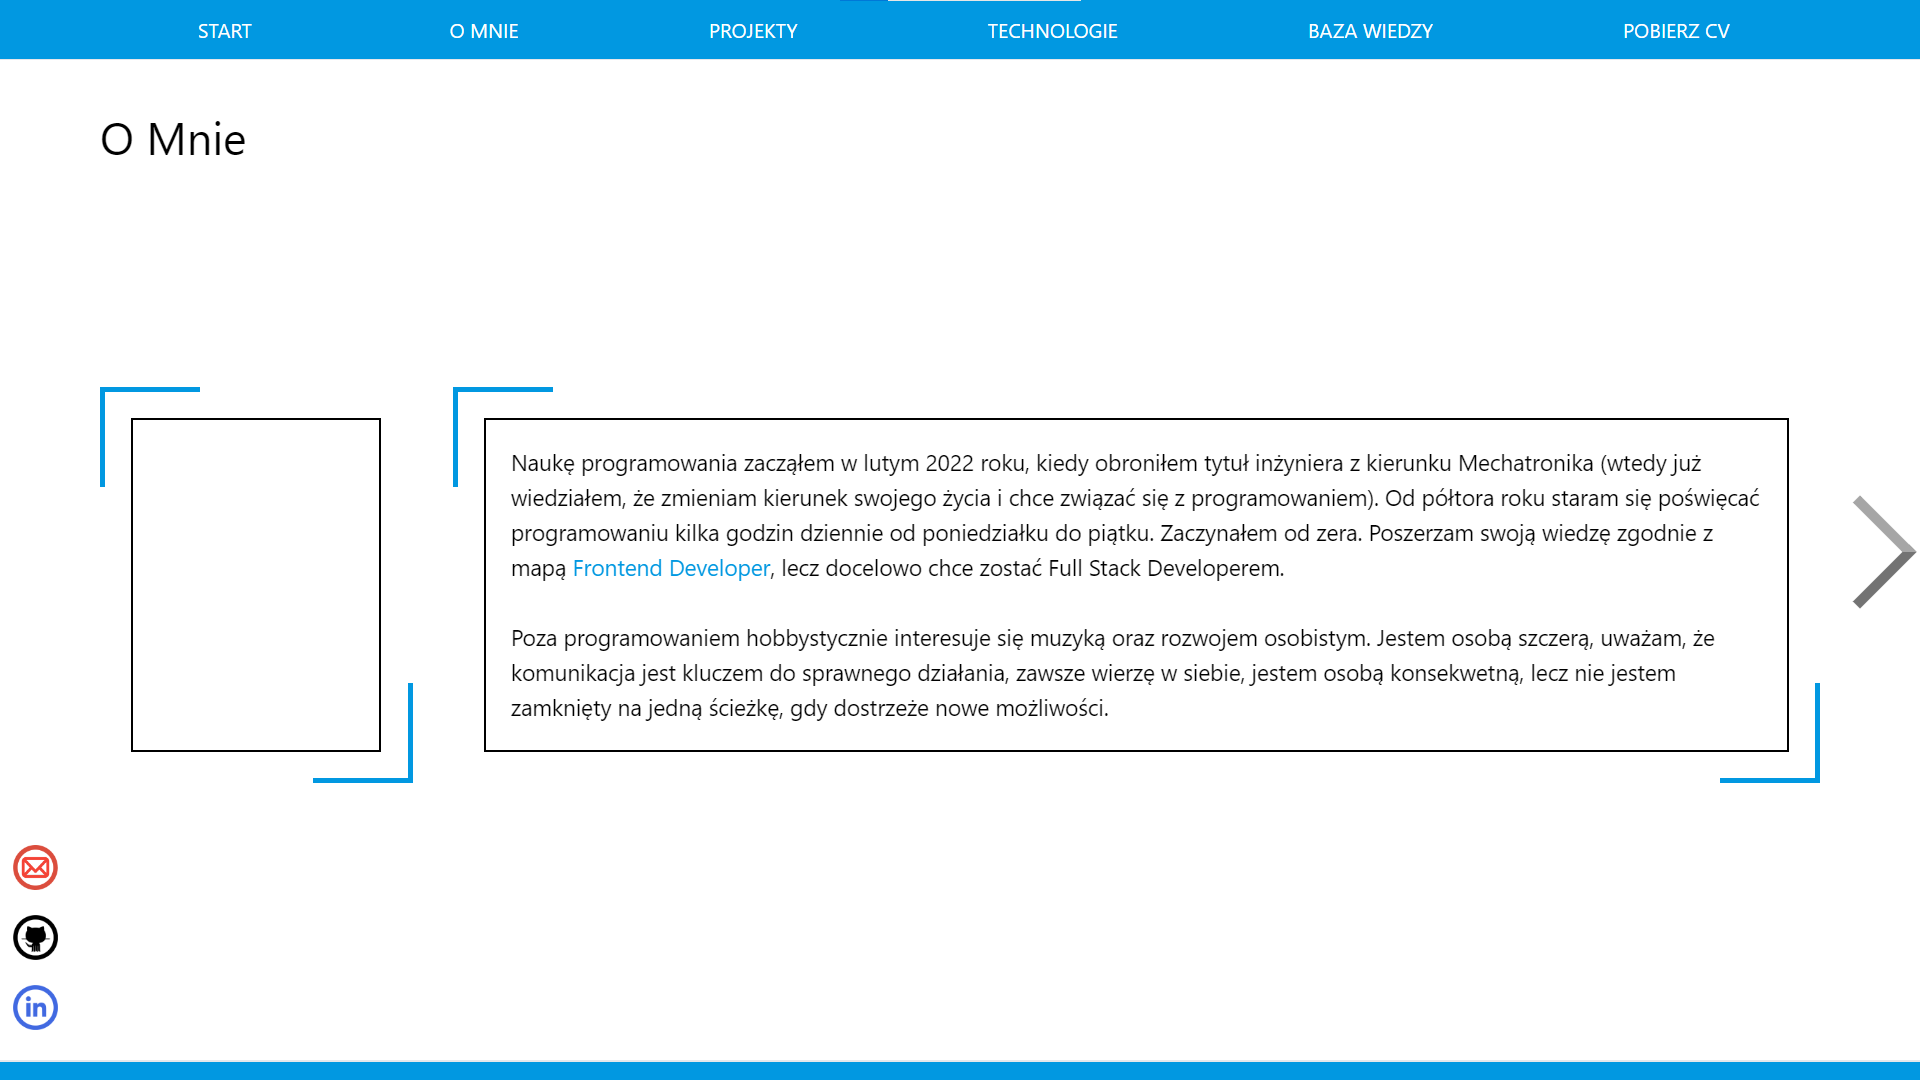 START O MNIE PROJEKTY TECHNOLOGIE BAZA WIEDZY POBIERZ CV
O Mnie
Naukę programowania zacząłem w lutym 2022 roku, kiedy obroniłem tytuł inżyniera z kierunku Mechatronika (wtedy już
wiedziałem, że zmieniam kierunek swojego życia i chce związać się z programowaniem). Od półtora roku staram się poświęcać
programowaniu kilka godzin dziennie od poniedziałku do piątku. Zaczynałem od zera. Poszerzam swoją wiedzę zgodnie z
mapą Frontend Developer, lecz docelowo chce zostać Full Stack Developerem.
Poza programowaniem hobbystycznie interesuje się muzyką oraz rozwojem osobistym. Jestem osobą szczerą, uważam, że
komunikacja jest kluczem do sprawnego działania, zawsze wierzę w siebie, jestem osobą konsekwetną, lecz nie jestem
zamknięty na jedną ścieżkę, gdy dostrzeże nowe możliwości.
in